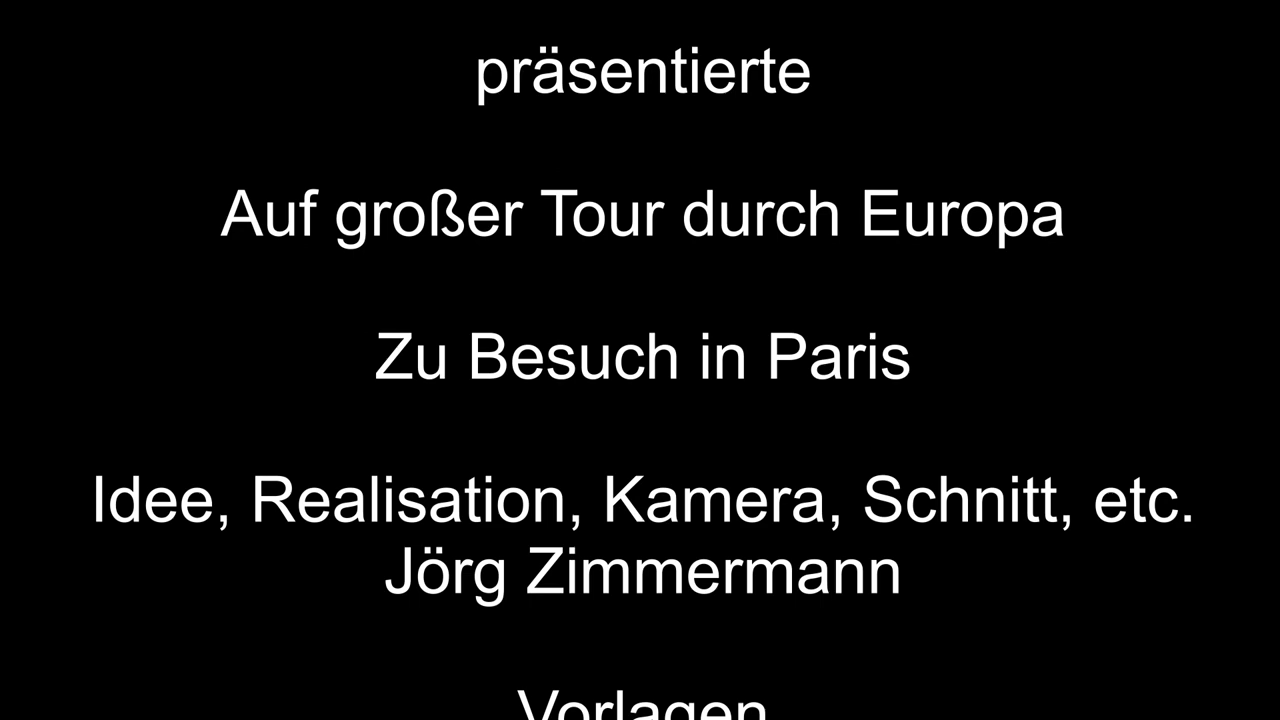 präsentierte
Auf großer Tour durch Europa
Zu Besuch in Paris
Idee, Realisation, Kamera, Schnitt, etc.
Jörg Zimmermann
Vorlagen